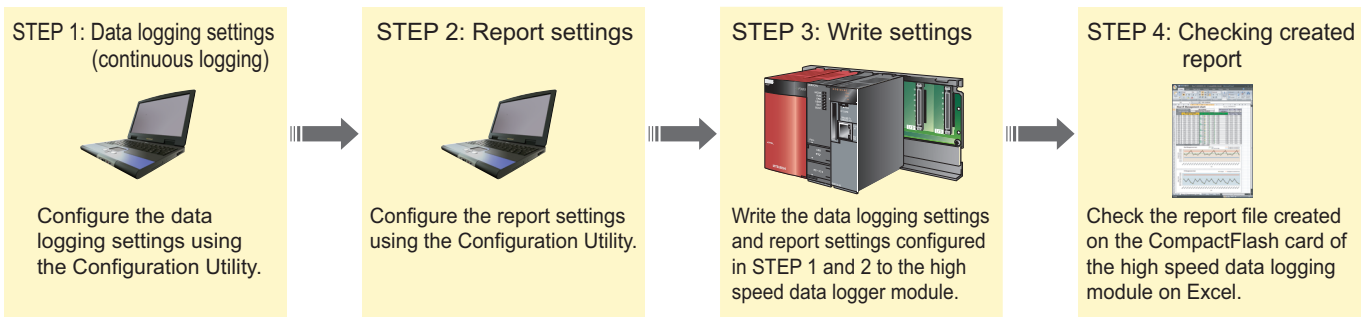 STEP 1: Data logging settings
(continuous logging)
Configure the data
logging settings using
the Configuration Utility.
STEP 2: Report settings
Configure the report settings
using the Configuration Utility.
STEP 3: Write settings
Write the data logging settings
and report settings configured
in STEP 1 and 2 to the high
speed data logger module.
STEP 4: Checking created
report
Check the report file created
on the CompactFlash card of
the high speed data logging
module on Excel.